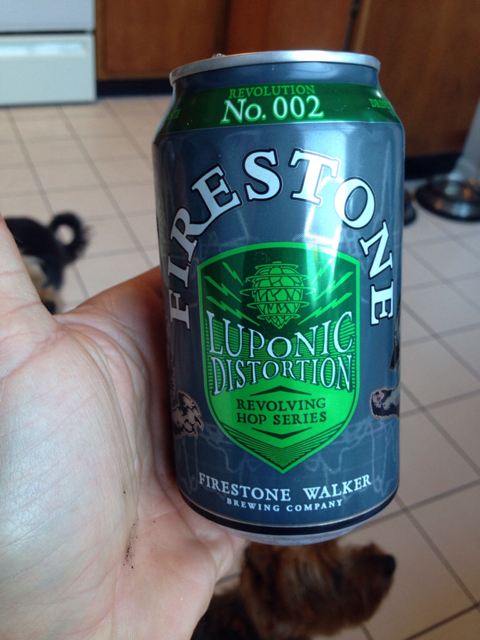 REVOLUTION
No. 002
FIRESTONE
LUPONIC
DISTORTION
REVOLVING
HOP SERIES
FIRESTONE WALKER
BREWING COMPANY